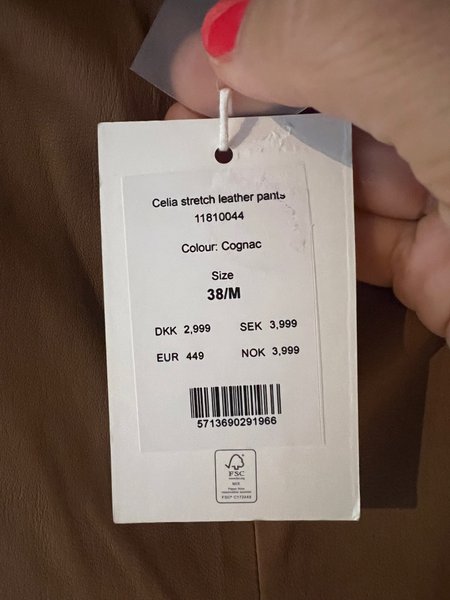 Celia stretch leather pants
11810044
Colour: Cognac
Size
38/M
DKK 2,999 SEK 3,999
EUR 449 NOK 3,999
5713690291966
FSC
MIX